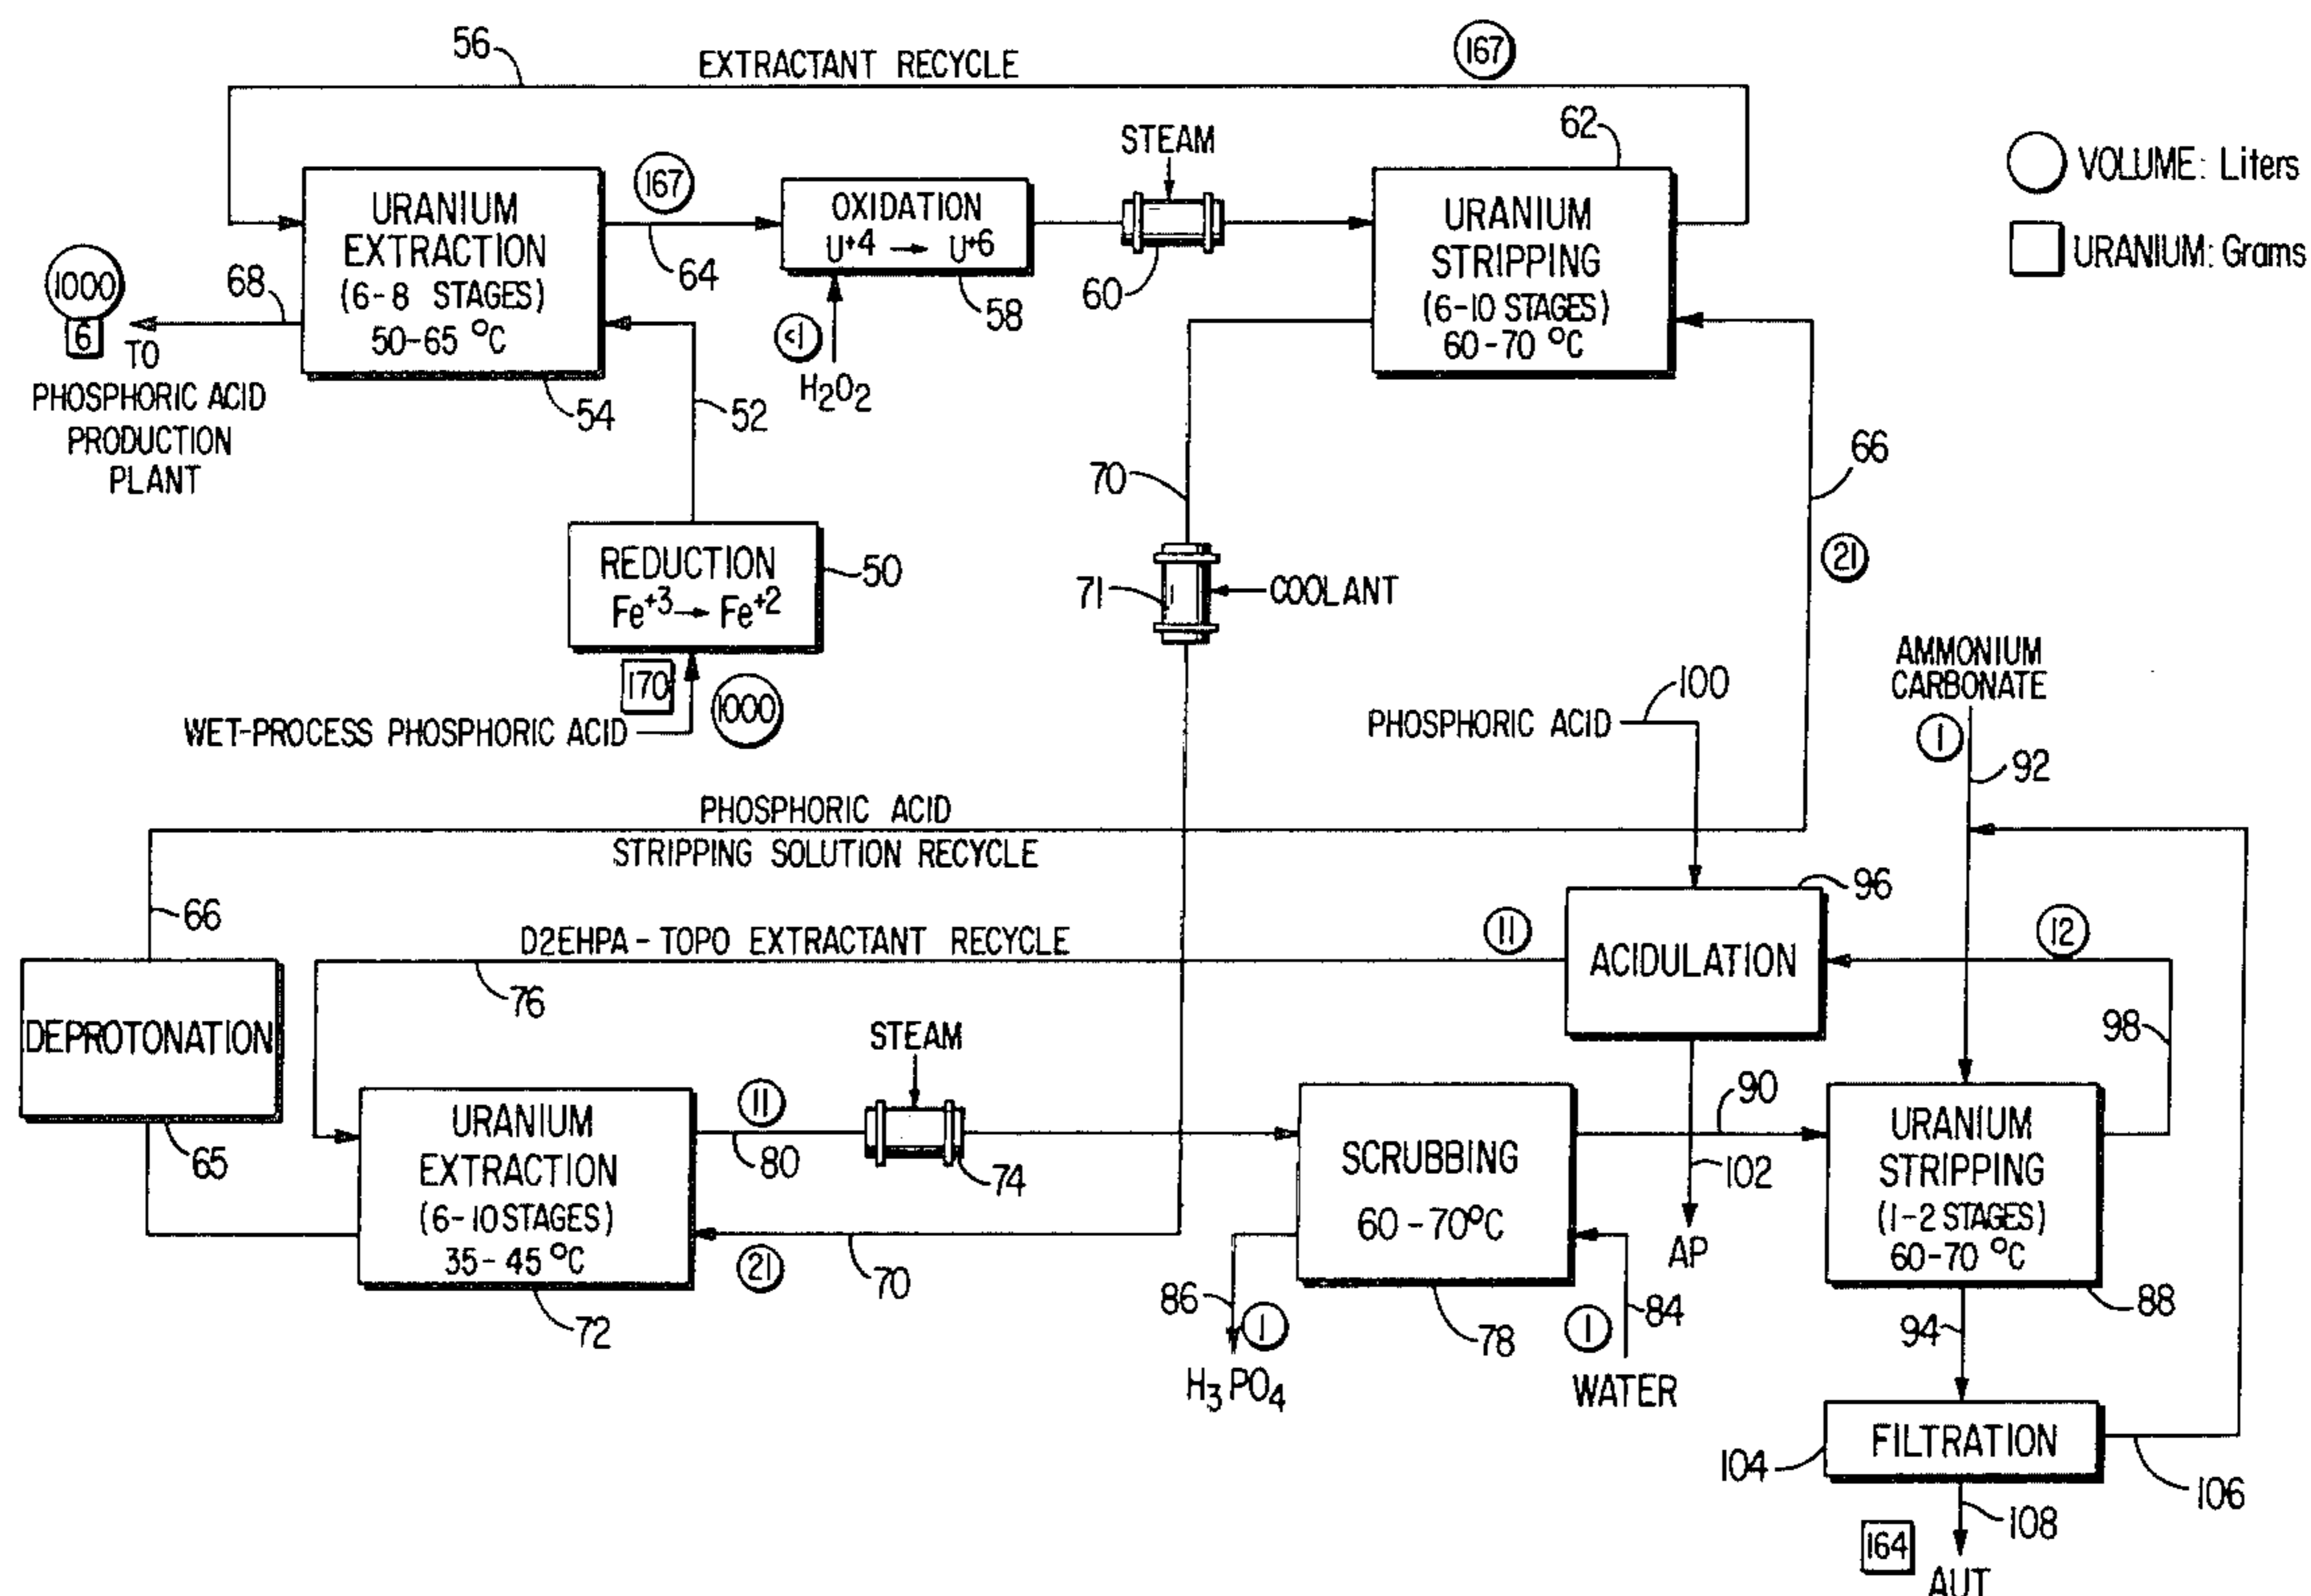 56
EXTRACTANT RECYCLE
167
62
STEAM
VOLUME: Liters
URANIUM: Grams
URANIUM
EXTRACTION
(6-8 STAGES)
50-65 °C
167
64
OXIDATION
U+4 → U+6
58
60
URANIUM
STRIPPING
(6-10 STAGES)
60-70 °C
1000
6
68
TO
PHOSPHORIC ACID
PRODUCTION
PLANT
54
52
<1
H2O2
70
66
21
REDUCTION
Fe+3 → Fe+2
50
71
COOLANT
170
1000
WET-PROCESS PHOSPHORIC ACID
PHOSPHORIC ACID
100
AMMONIUM
CARBONATE
1
92
PHOSPHORIC ACID
STRIPPING SOLUTION RECYCLE
66
96
D2EHPA-TOPO EXTRACTANT RECYCLE
11
ACIDULATION
12
76
98
DEPROTONATION
65
STEAM
URANIUM
EXTRACTION
(6-10 STAGES)
35-45 °C
11
80
74
SCRUBBING
60-70°C
90
102
AP
URANIUM
STRIPPING
(1-2 STAGES)
60-70 °C
72
21
70
86
1
H3PO4
78
1
84
WATER
88
94
FILTRATION
104
106
108
164
AUT